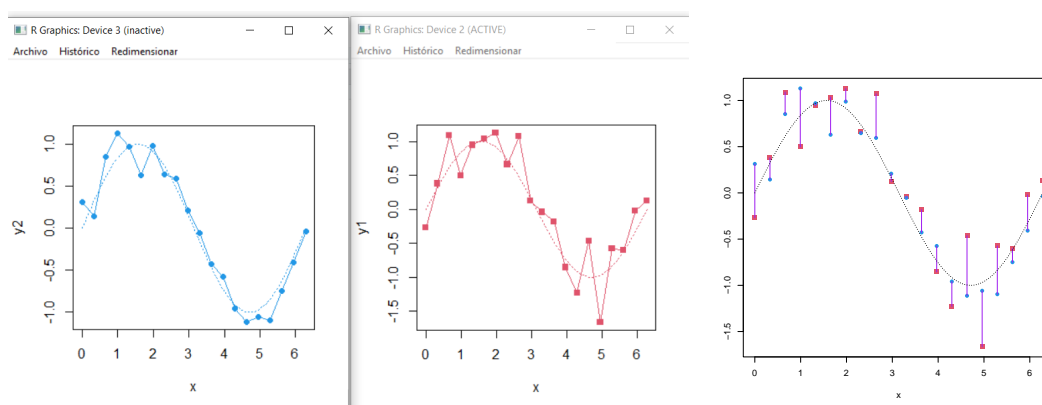 R Graphics: Device 3 (inactive)
Archivo Histórico Redimensionar
y2
1.0
0.5
0.0
-0.5
-1.0
0 1 2 3 4 5 6
x
R Graphics: Device 2 (ACTIVE)
Archivo Histórico Redimensionar
y1
1.0
0.5
0.0
-0.5
-1.0
-1.5
0 1 2 3 4 5 6
x
1.0
0.5
0.0
-0.5
-1.0
-1.5
0 1 2 3 4 5 6
x